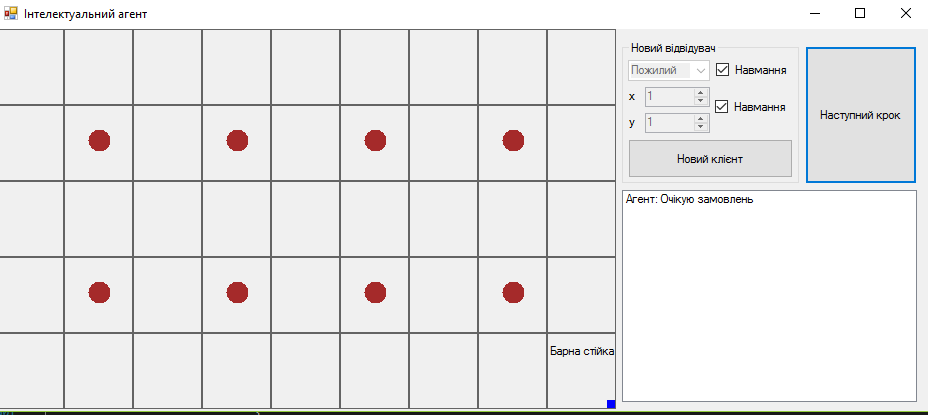 Інтелектуальний агент
Новий відвідувач
Пожилий
Навмання
x
1
Навмання
y
1
Новий клієнт
Наступний крок
Агент: Очікую замовлень
Барна стійка